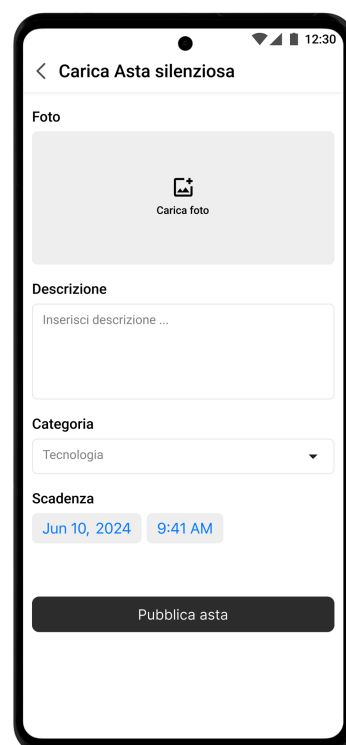 12:30
Carica Asta silenziosa
Foto
Carica foto
Descrizione
Inserisci descrizione ...
Categoria
Tecnologia
Scadenza
Jun 10, 2024 9:41 AM
Pubblica asta